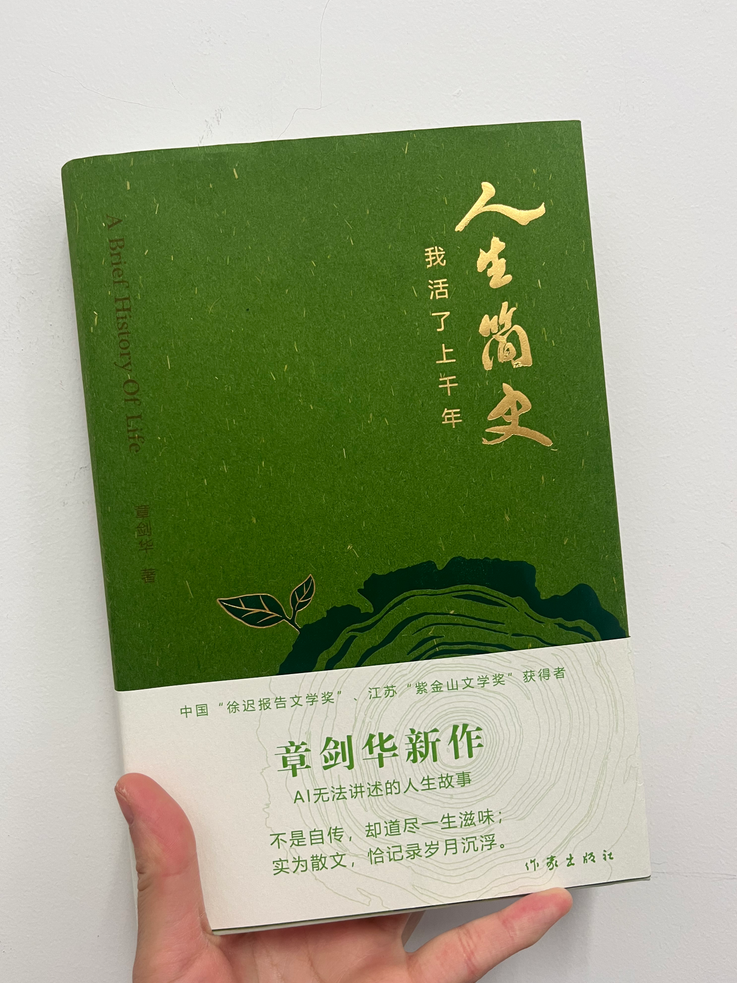 人生简史
我活了上午年
A Brief History Of Life
章剑华 著
中国“徐迟报告文学奖”、江苏“紫金山文学奖”获得者
章剑华新作
AI无法讲述的人生故事
不是自传，却道尽一生滋味；
实为散文，恰记录岁月沉浮。
作家出版社